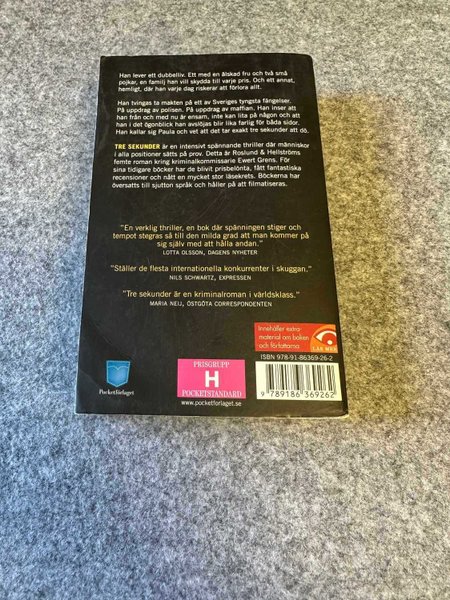 Han lever ett dubbelliv. Ett med en älskad fru och två små
pojkar, en familj han vill skydda till varje pris. Och ett annat,
hemligt, där han varje dag riskerar att förlora allt.
Han tvingas ta makten på ett av Sveriges tyngsta fängelser.
På uppdrag av polisen. På uppdrag av maffian. Han inser att
han från och med nu är ensam, inte kan lita på någon och att
han i det ögonblick han avslöjas blir lika farlig för båda sidor.
Han kallar sig Paula och vet att det tar exakt tre sekunder att dö.
TRE SEKUNDER är en intensivt spännande thriller där människor
i alla positioner sätts på prov. Detta är Roslund & Hellströms
femte roman kring kriminalkommissarie Ewert Grens. För
sina tidigare böcker har de blivit prisbelönta, fått fantastiska
recensioner och nått en mycket stor läsekrets. Böckerna har
översatts till sjutton språk och håller på att filmatiseras.
"En verklig thriller, en bok där spänningen stiger och
tempot stegras så till den milda grad att man kommer på
sig själv med att hålla andan."
LOTTA OLSSON, DAGENS NYHETER
"Ställer de flesta internationella konkurrenter i skuggan."
NILS SCHWARTZ, EXPRESSEN
"Tre sekunder är en kriminalroman i världsklass."
MARIA NEIJ, ÖSTGÖTA CORRESPONDENTEN
Innehåller extra-
material om boken
och författarna
LÄS MER
ISBN 978-91-86369-26-2
9 789186 369262
PRISGRUPP
H
POCKETSTANDARD
www.pocketforlaget.se
Pocketförlaget